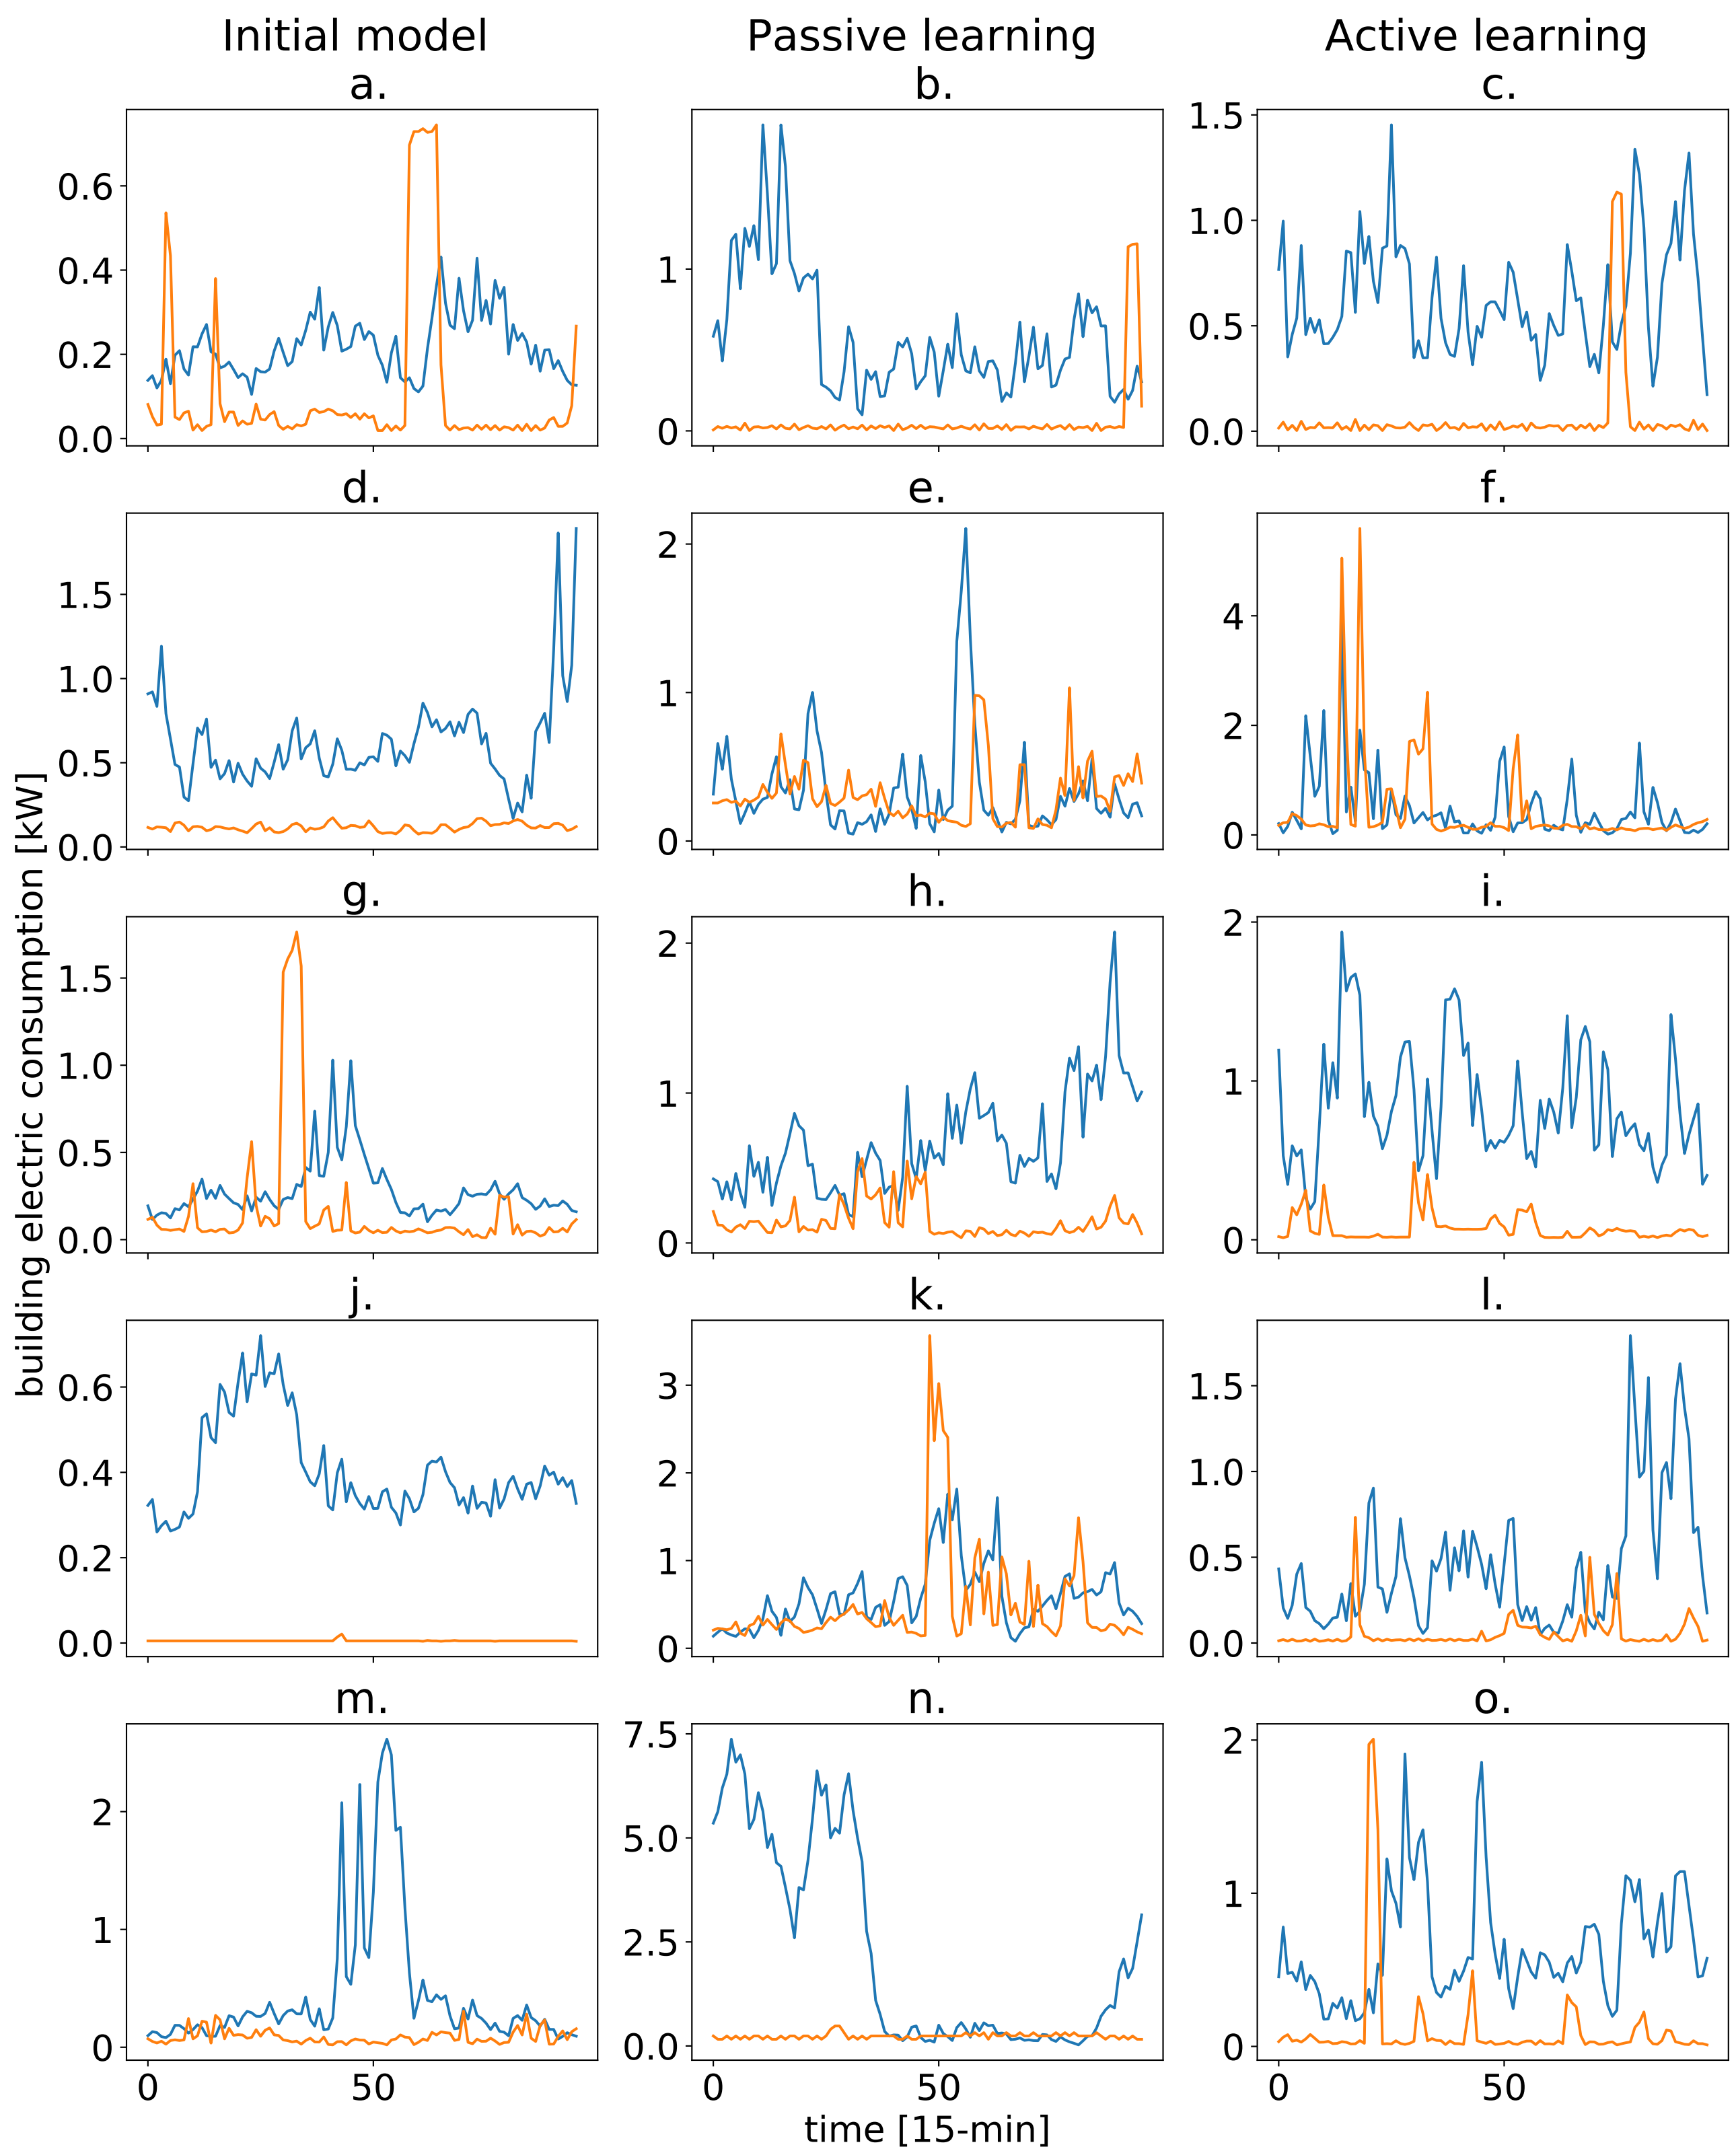 Initial model
Passive learning
Active learning
a.
b.
c.
0.6
0.4
0.2
0.0
1
0
1.5
1.0
0.5
0.0
d.
e.
f.
1.5
1.0
0.5
0.0
2
1
0
4
2
0
g.
h.
i.
1.5
1.0
0.5
0.0
2
1
0
2
1
0
building electric consumption [kW]
j.
k.
l.
0.6
0.4
0.2
0.0
3
2
1
0
1.5
1.0
0.5
0.0
m.
n.
o.
2
1
0
7.5
5.0
2.5
0.0
2
1
0
0 50
0 50
0 50
time [15-min]